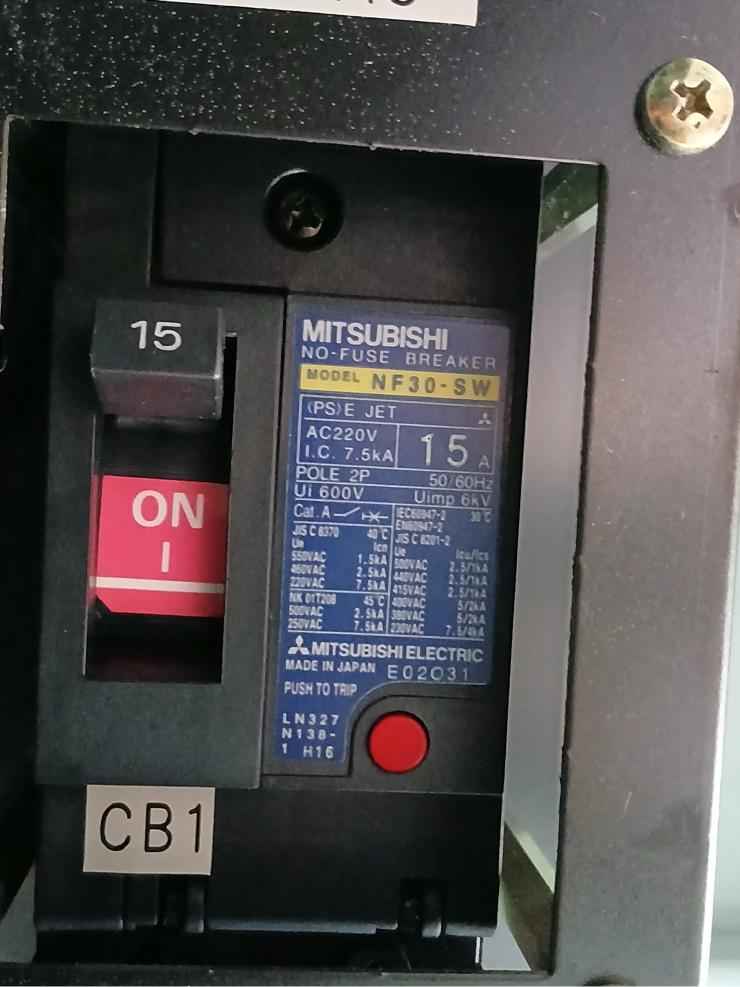 15
ON
I
MITSUBISHI
NO-FUSE BREAKER
MODEL NF30-SW
(PS)E JET
AC220V
I.C. 7.5kA
15 A
POLE 2P 50/60Hz
Ui 600V Uimp 6kV
Cat. A
JIS C 8370 40℃
Ue Icn
550VAC 1.5kA
460VAC 2.5kA
220VAC 7.5kA
NK 01T208 45℃
500VAC 2.5kA
250VAC 7.5kA
IEC60947-2 30℃
EN60947-2
JIS C 8201-2
Ue Icu/Ics
500VAC 2.5/1kA
440VAC 2.5/1kA
415VAC 2.5/1kA
400VAC 5/2kA
380VAC 5/2kA
230VAC 7.5/4kA
MITSUBISHI ELECTRIC
MADE IN JAPAN E02031
PUSH TO TRIP
LN327
N138-
1 H16
CB1